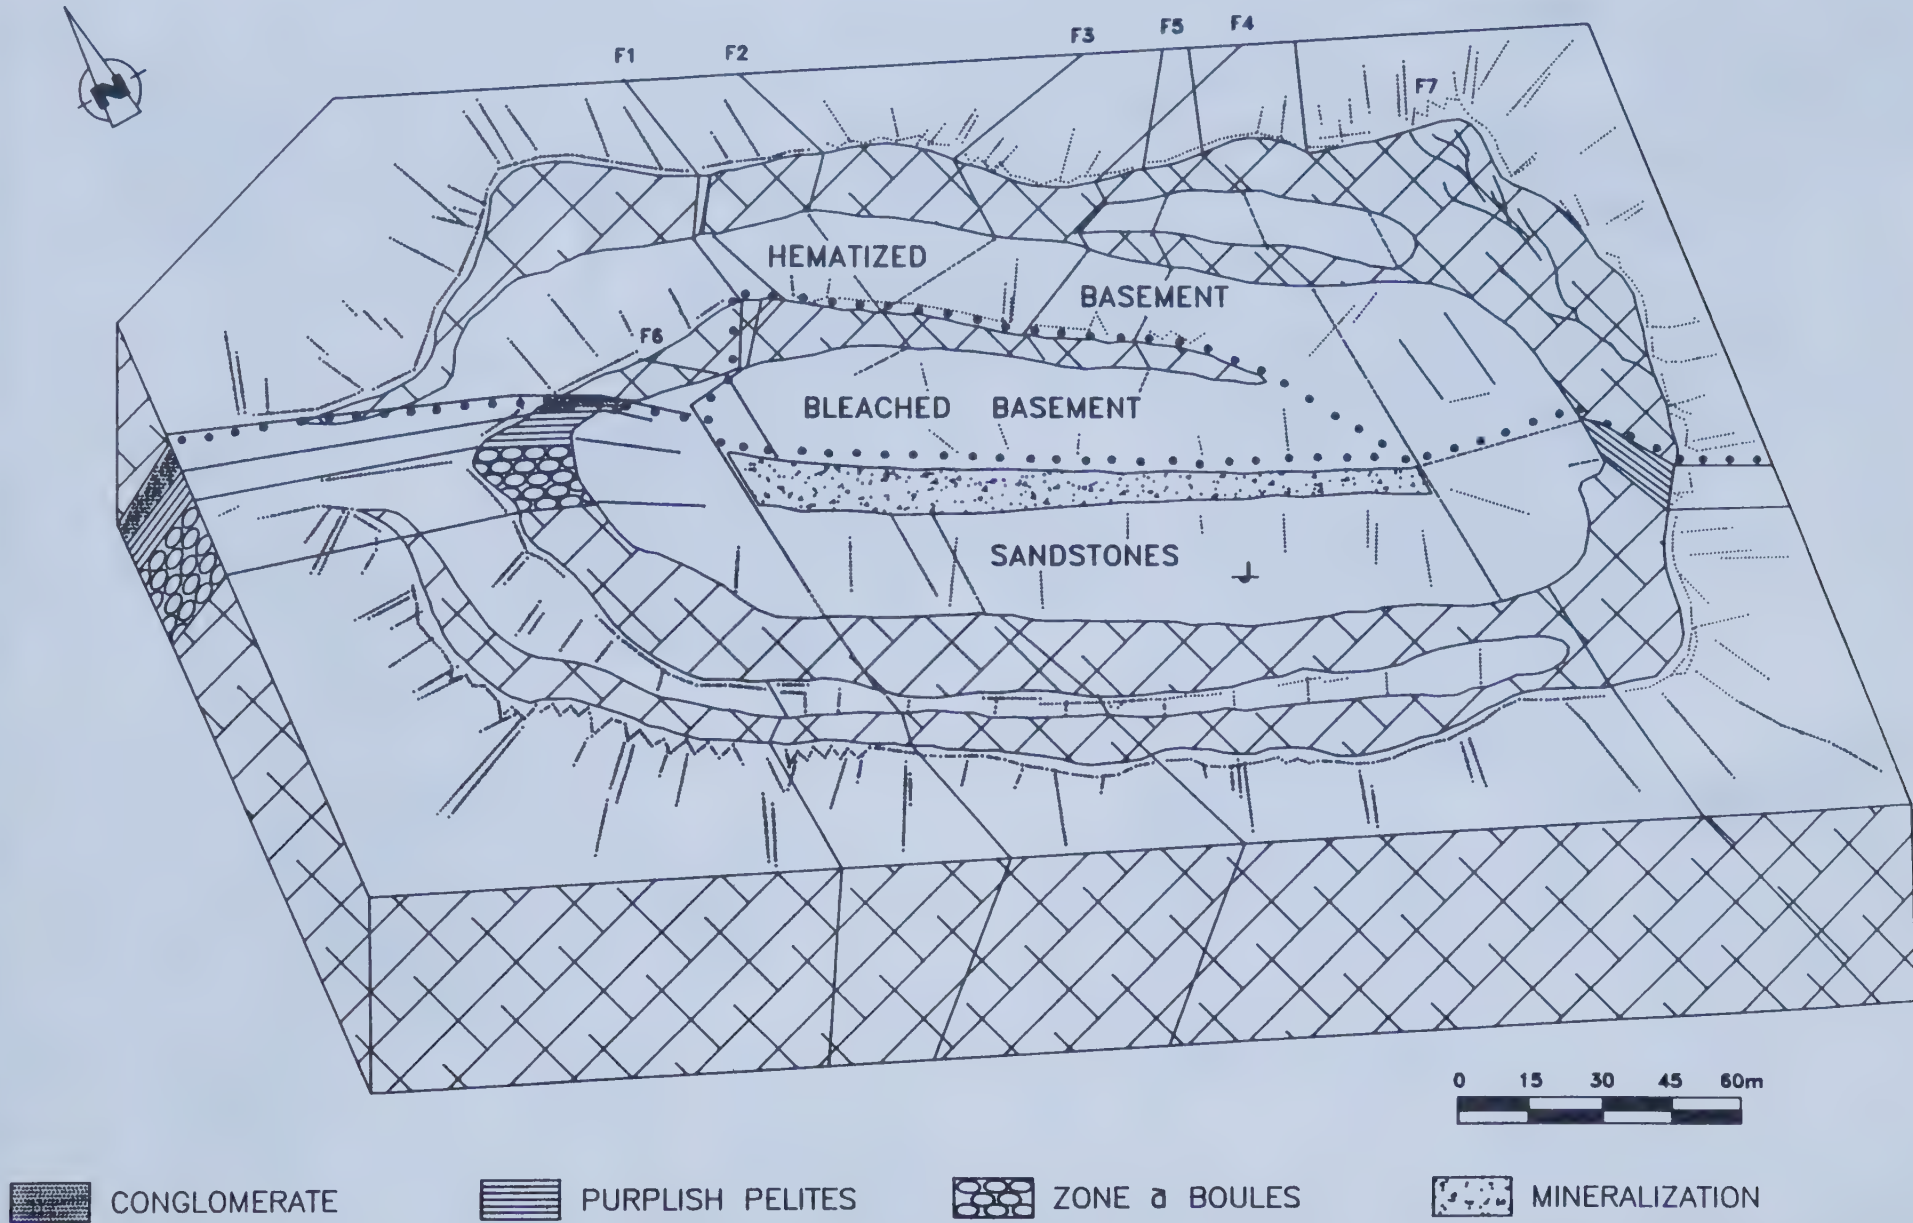 F1 F2 F3 F5 F4
F7
N
HEMATIZED
BASEMENT
F6
BLEACHED BASEMENT
SANDSTONES
0 15 30 45 60m
CONGLOMERATE PURPLISH PELITES ZONE a BOULES MINERALIZATION